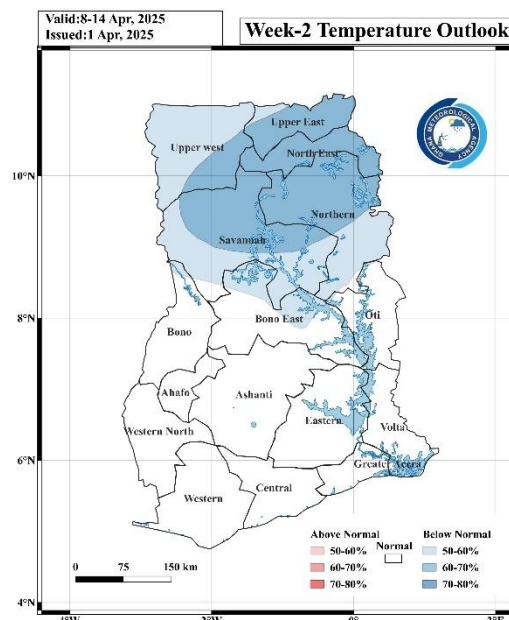 Valid:8-14 Apr, 2025
Issued:1 Apr, 2025
Week-2 Temperature Outlook
GHANA METEOROLOGICAL AGENCY
Upper East
Upper west
North East
10°N
Northern
Savannah
8°N
Bono East
Oti
Bono
Ahafo
Ashanti
Western North
Eastern
Volta
6°N
Greater Accra
Western
Central
Above Normal
Normal
Below Normal
50-60%
50-60%
60-70%
60-70%
70-80%
70-80%
0 75 150 km
4°N
0°